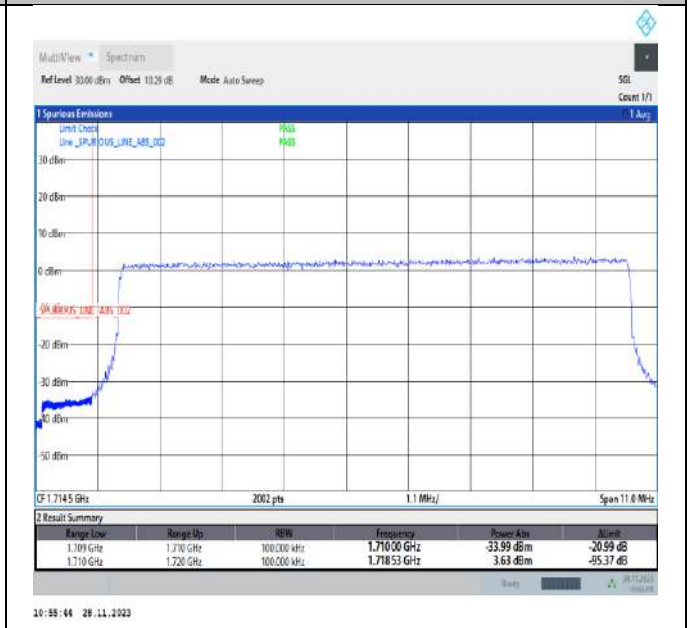 MultiView Spectrum
Ref Level 30.00 dBm Offset 10.29 dB Mode Auto Sweep
SGL
Count 1/1
1 Spurious Emissions
1 Avg
Limit Check PASS
Line _SPURIOUS_LINE_ABS_002 PASS
30 dBm
20 dBm
10 dBm
0 dBm
_SPURIOUS_LINE_ABS_002
-20 dBm
-30 dBm
-40 dBm
-50 dBm
CF 1.7145 GHz 2002 pts 1.1 MHz/ Span 11.0 MHz
2 Result Summary
Range Low Range Up RBW Frequency Power Abs ΔLimit
1.709 GHz 1.710 GHz 100.000 kHz 1.71000 GHz -33.99 dBm -20.99 dB
1.710 GHz 1.720 GHz 100.000 kHz 1.71853 GHz 3.63 dBm -95.37 dB
Ready
28.11.2023
10:55:44 28.11.2023